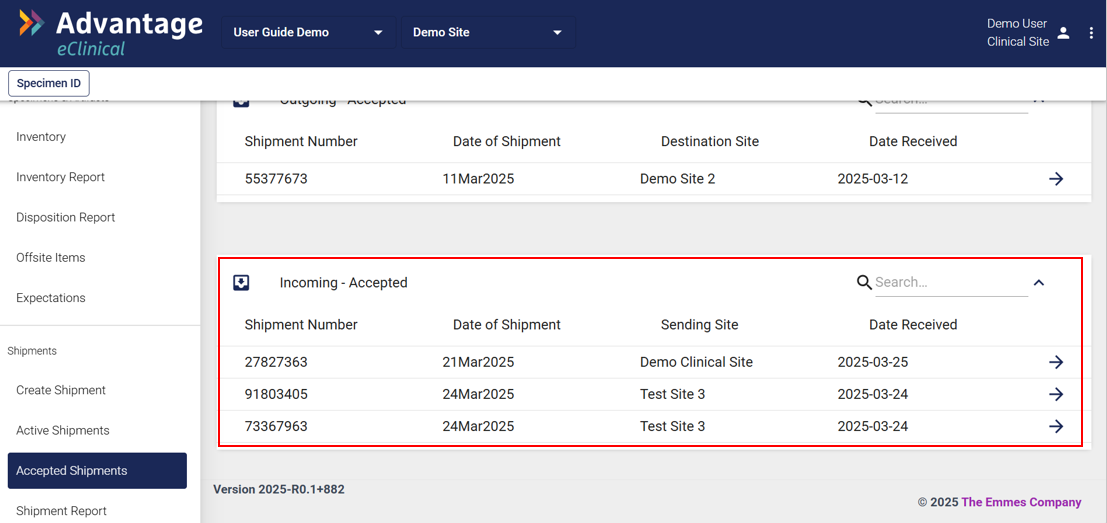 Advantage
eClinical
User Guide Demo
Demo Site
Demo User
Clinical Site
Specimen ID
Inventory
Inventory Report
Disposition Report
Offsite Items
Expectations
Shipments
Create Shipment
Active Shipments
Accepted Shipments
Shipment Report
Outgoing - Accepted
Search...
Shipment Number Date of Shipment Destination Site Date Received
55377673 11Mar2025 Demo Site 2 2025-03-12
Incoming - Accepted
Search...
Shipment Number Date of Shipment Sending Site Date Received
27827363 21Mar2025 Demo Clinical Site 2025-03-25
91803405 24Mar2025 Test Site 3 2025-03-24
73367963 24Mar2025 Test Site 3 2025-03-24
Version 2025-R0.1+882
© 2025 The Emmes Company